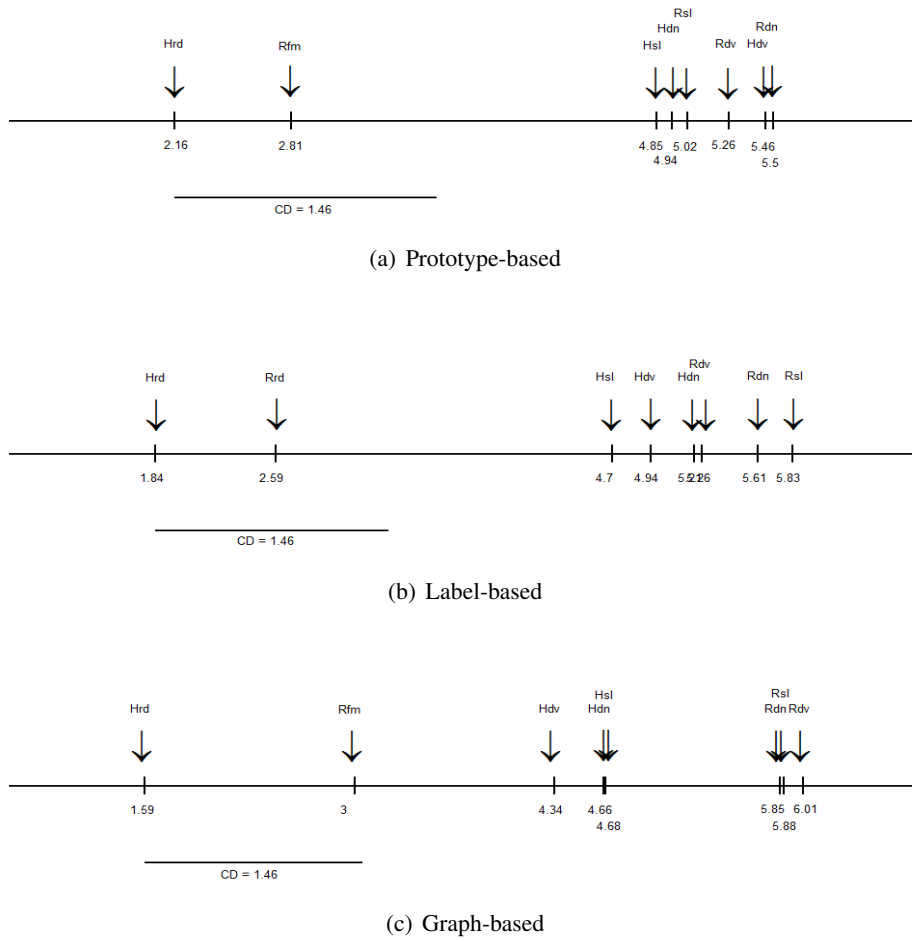 Rsl
Hrd Rfm Hdn Rdn
Hsl Rdv Hdv
2.16 2.81 4.85 5.02 5.26 5.46
4.94 5.5
CD = 1.46
(a) Prototype-based
Rdv
Hrd Rrd Hsl Hdv Hdn Rdn Rsl
1.84 2.59 4.7 4.94 5.21 5.26 5.61 5.83
CD = 1.46
(b) Label-based
Hsl Rsl
Hrd Rfm Hdv Hdn Rdn Rdv
1.59 3 4.34 4.66 5.85 6.01
4.68 5.88
CD = 1.46
(c) Graph-based